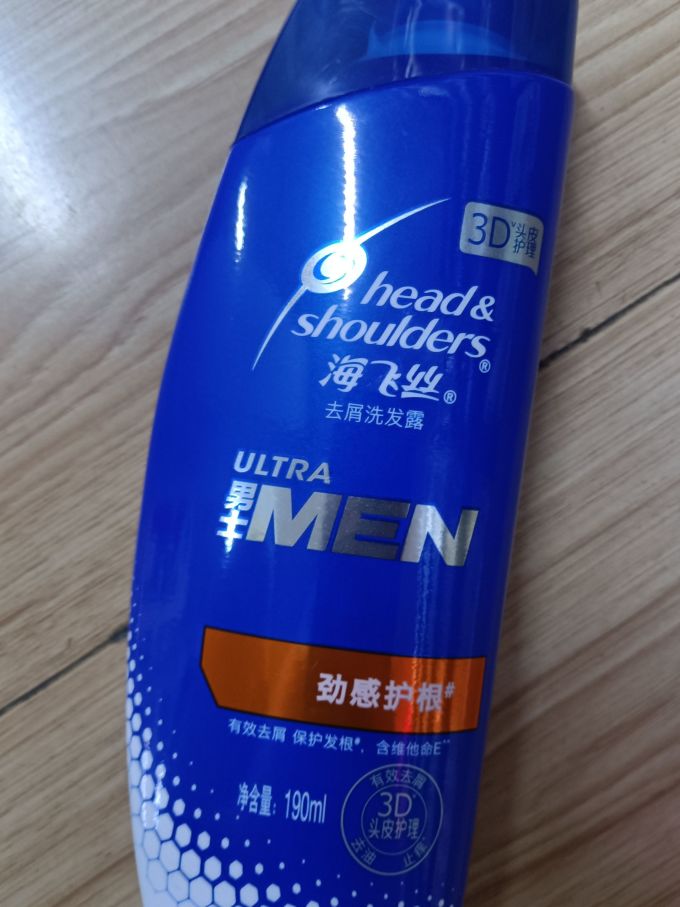 3Dᵛ头皮护理
head &
shoulders®
海飞丝®
去屑洗发露
ULTRA
男士MEN
劲感护根#
有效去屑 保护发根#,含维他命E^^
净含量:190ml
有效去屑
3Dᵛ
头皮护理
去油 止痒